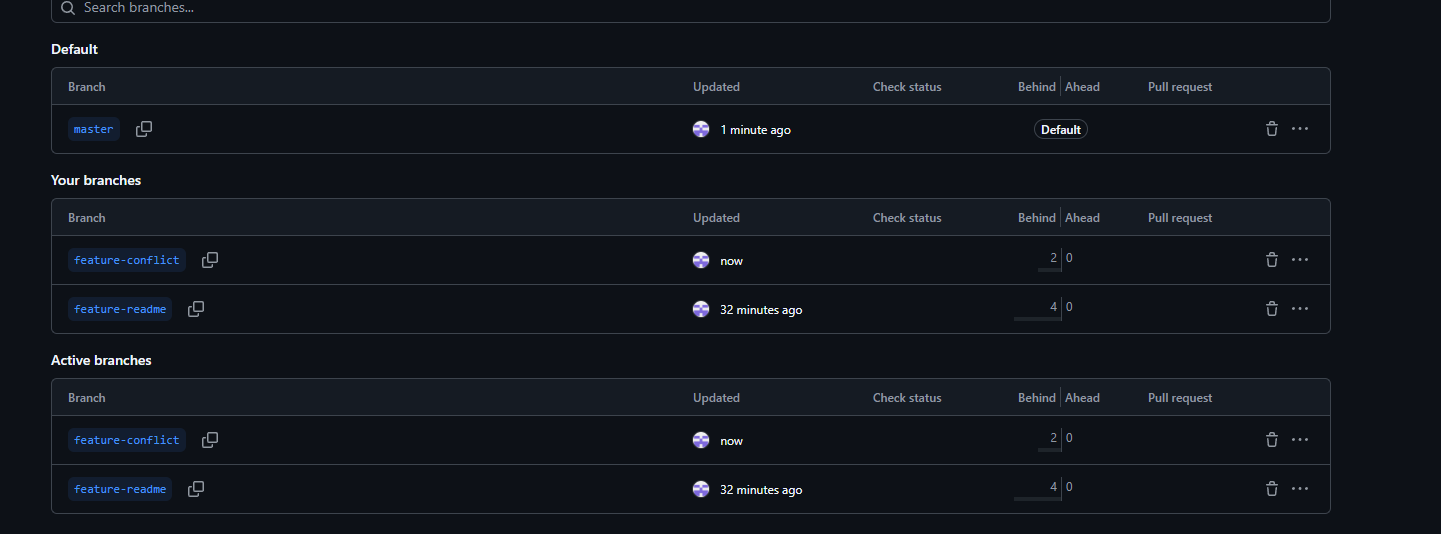 Search branches...
Default
Branch Updated Check status Behind Ahead Pull request
master 1 minute ago Default
Your branches
Branch Updated Check status Behind Ahead Pull request
feature-conflict now 2 0
feature-readme 32 minutes ago 4 0
Active branches
Branch Updated Check status Behind Ahead Pull request
feature-conflict now 2 0
feature-readme 32 minutes ago 4 0